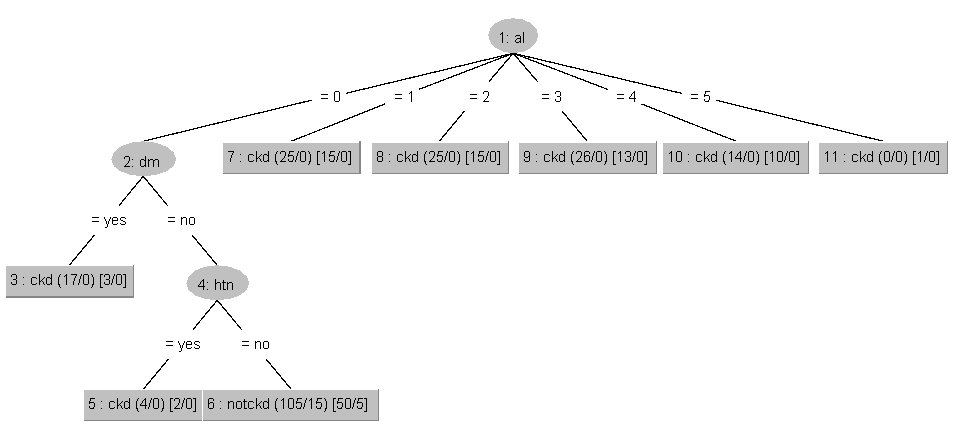 1: al
= 0
= 1
= 2
= 3
= 4
= 5
2: dm
7 : ckd (25/0) [15/0]
8 : ckd (25/0) [15/0]
9 : ckd (26/0) [13/0]
10 : ckd (14/0) [10/0]
11 : ckd (0/0) [1/0]
= yes
= no
3 : ckd (17/0) [3/0]
4: htn
= yes
= no
5 : ckd (4/0) [2/0]
6 : notckd (105/15) [50/5]